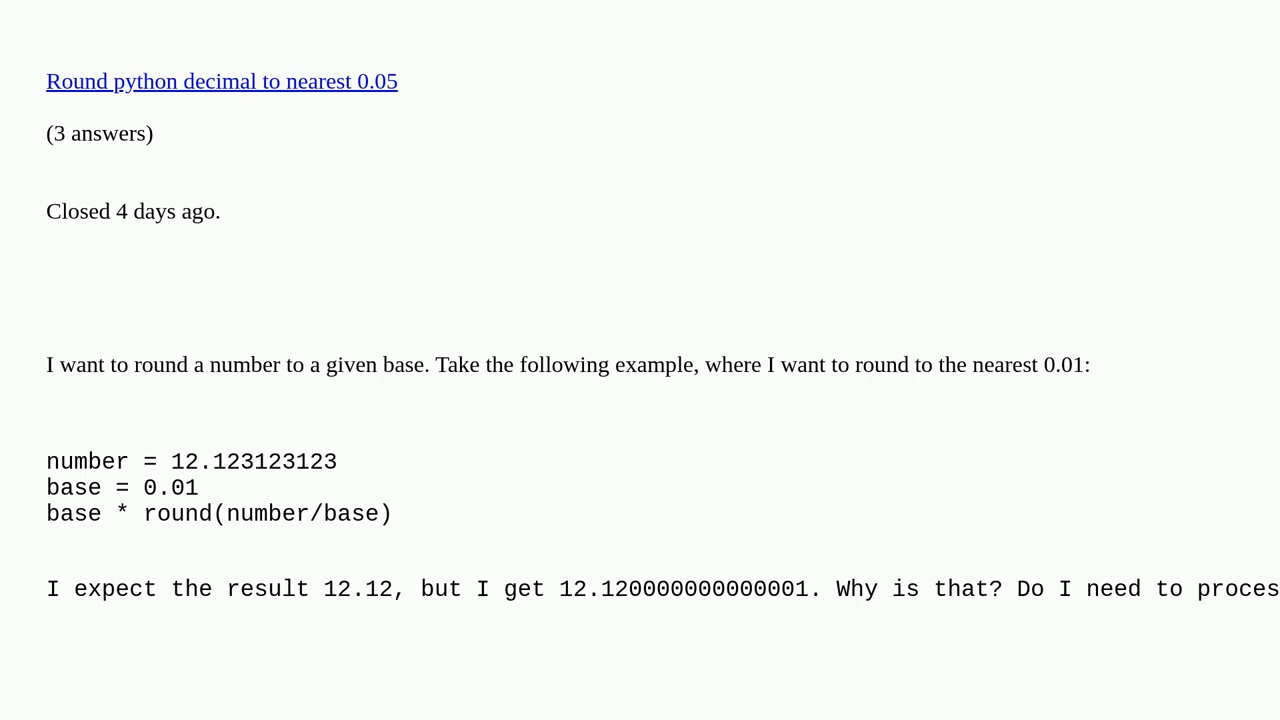 Round python decimal to nearest 0.05
(3 answers)
Closed 4 days ago.
I want to round a number to a given base. Take the following example, where I want to round to the nearest 0.01:
number = 12.123123123
base = 0.01
base * round(number/base)
I expect the result 12.12, but I get 12.120000000000001. Why is that? Do I need to proces